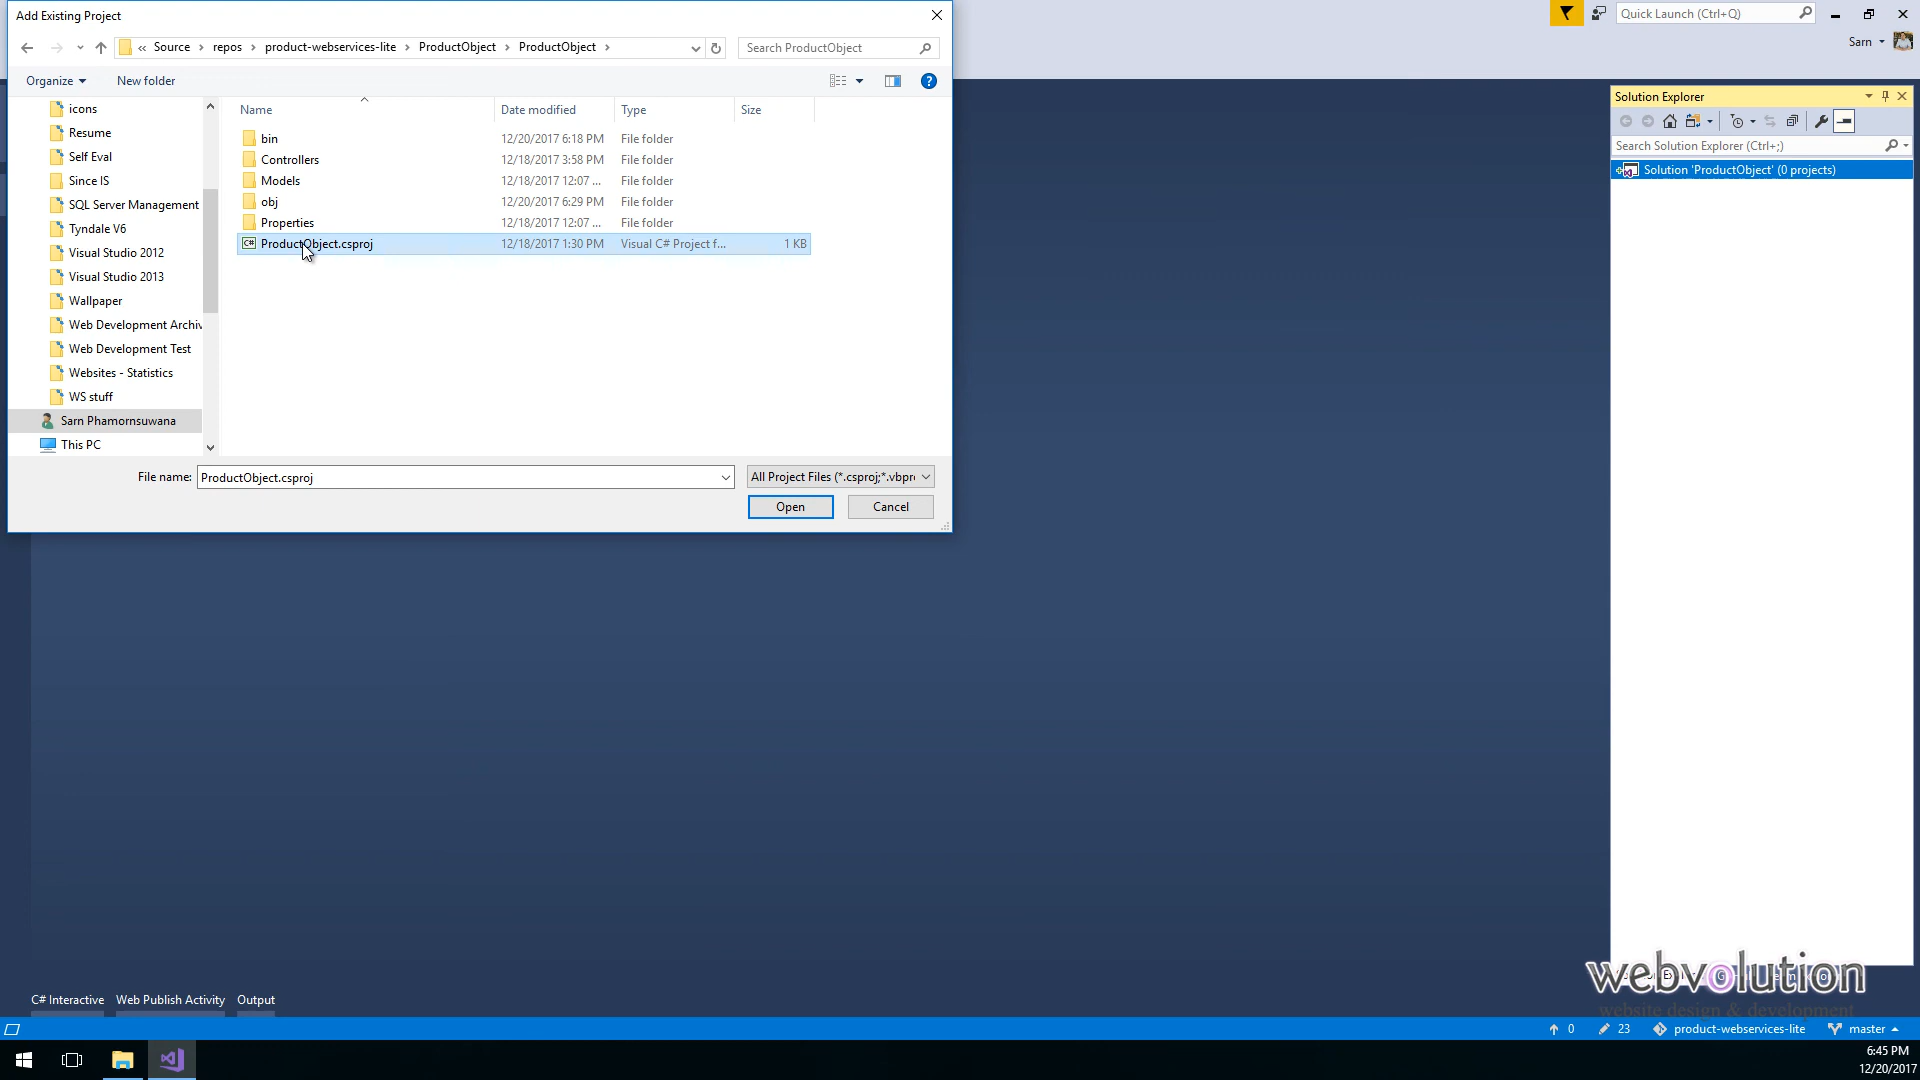 Add Existing Project
Quick Launch (Ctrl+Q)
Sarn
« Source > repos > product-webservices-lite > ProductObject > ProductObject >
Search ProductObject
Organize
New folder
icons
Resume
Self Eval
Since IS
SQL Server Management
Tyndale V6
Visual Studio 2012
Visual Studio 2013
Wallpaper
Web Development Archiv
Web Development Test
Websites - Statistics
WS stuff
Sarn Phamornsuwana
This PC
Name Date modified Type Size
bin 12/20/2017 6:18 PM File folder
Controllers 12/18/2017 3:58 PM File folder
Models 12/18/2017 12:07 ... File folder
obj 12/20/2017 6:29 PM File folder
Properties 12/18/2017 12:07 ... File folder
C# ProductObject.csproj 12/18/2017 1:30 PM Visual C# Project f... 1 KB
File name: ProductObject.csproj All Project Files (*.csproj;*.vbpr
Open Cancel
Solution Explorer
Search Solution Explorer (Ctrl+;)
Solution 'ProductObject' (0 projects)
webvolution
website design & development
C# Interactive Web Publish Activity Output
0 23 product-webservices-lite master
6:45 PM
12/20/2017